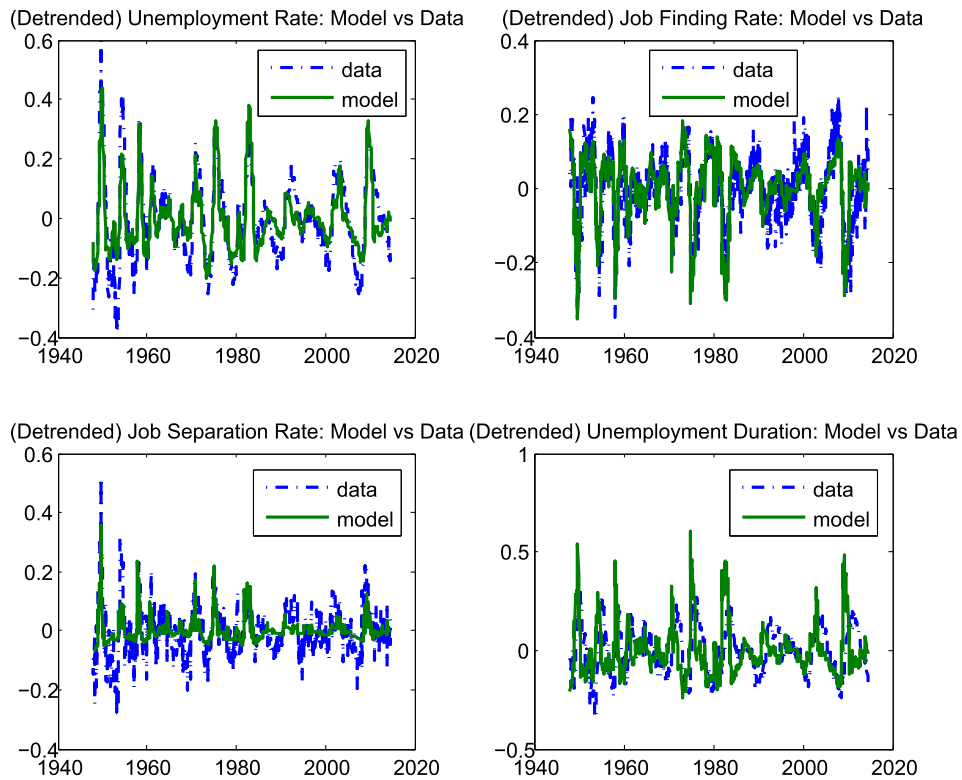 (Detrended) Unemployment Rate: Model vs Data
0.6
0.4
0.2
0
−0.2
−0.4
1940 1960 1980 2000 2020
data
model
(Detrended) Job Finding Rate: Model vs Data
0.4
0.2
0
−0.2
−0.4
1940 1960 1980 2000 2020
data
model
(Detrended) Job Separation Rate: Model vs Data
0.6
0.4
0.2
0
−0.2
−0.4
1940 1960 1980 2000 2020
data
model
(Detrended) Unemployment Duration: Model vs Data
1
0.5
0
−0.5
1940 1960 1980 2000 2020
data
model